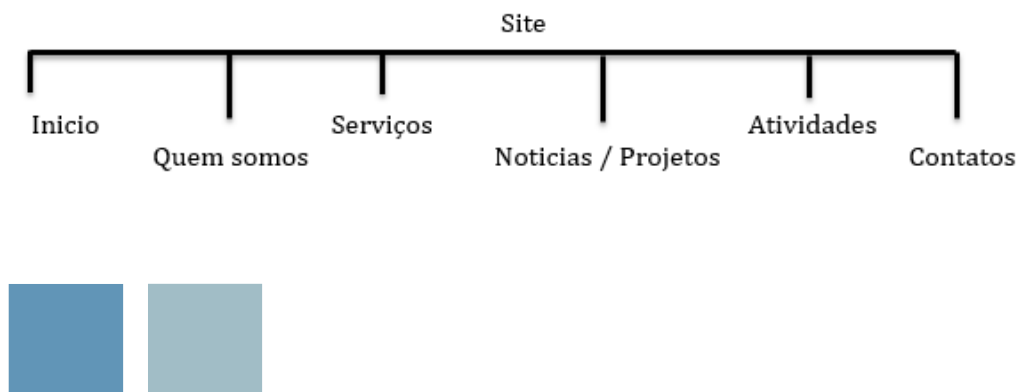 Site
Inicio
Quem somos
Serviços
Noticias / Projetos
Atividades
Contatos